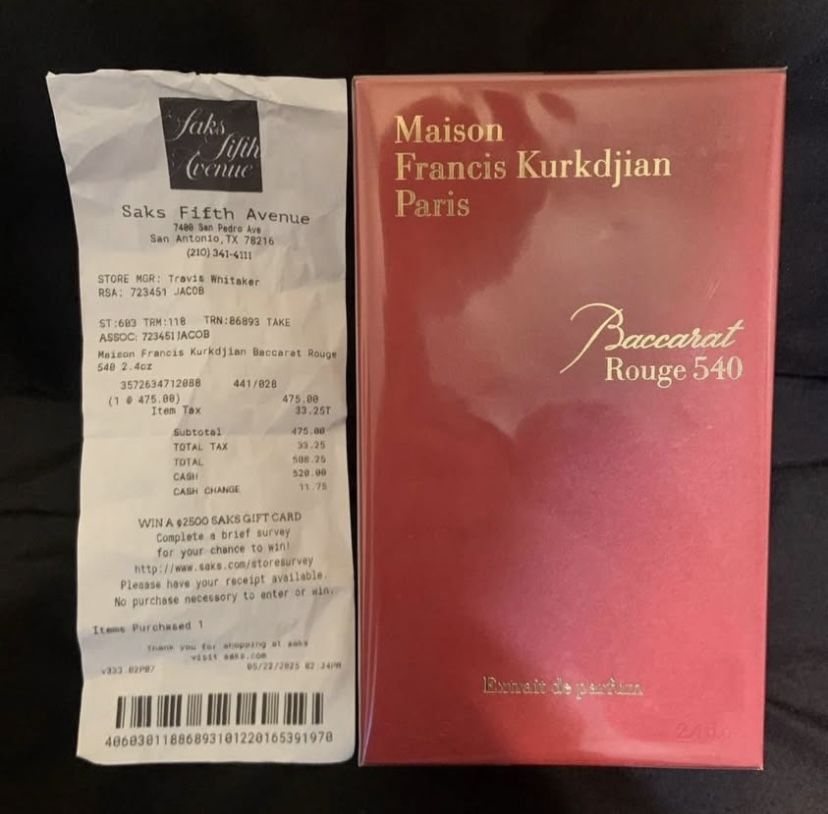 Saks
Fifth
Avenue
Saks Fifth Avenue
7400 San Pedro Ave
San Antonio,TX 78216
(210) 341-4111
STORE MGR: Travis Whitaker
RSA: 723451 JACOB
ST:603 TRM:118 TRN:86893 TAKE
ASSOC: 723451 JACOB
Maison Francis Kurkdjian Baccarat Rouge
540 2.4oz
3572634712088 441/028
(1 @ 475.00) 475.00
Item Tax 33.25T
Subtotal 475.00
TOTAL TAX 33.25
TOTAL 508.25
CASH 520.00
CASH CHANGE 11.75
WIN A $2500 SAKS GIFT CARD
Complete a brief survey
for your chance to win!
http://www.saks.com/storesurvey
Please have your receipt available.
No purchase necessary to enter or win.
Items Purchased 1
Thank you for shopping at saks
visit saks.com
05/22/2025 02:24PM
40603011886893101220165391970
Maison
Francis Kurkdjian
Paris
Baccarat
Rouge 540
Extrait de parfum